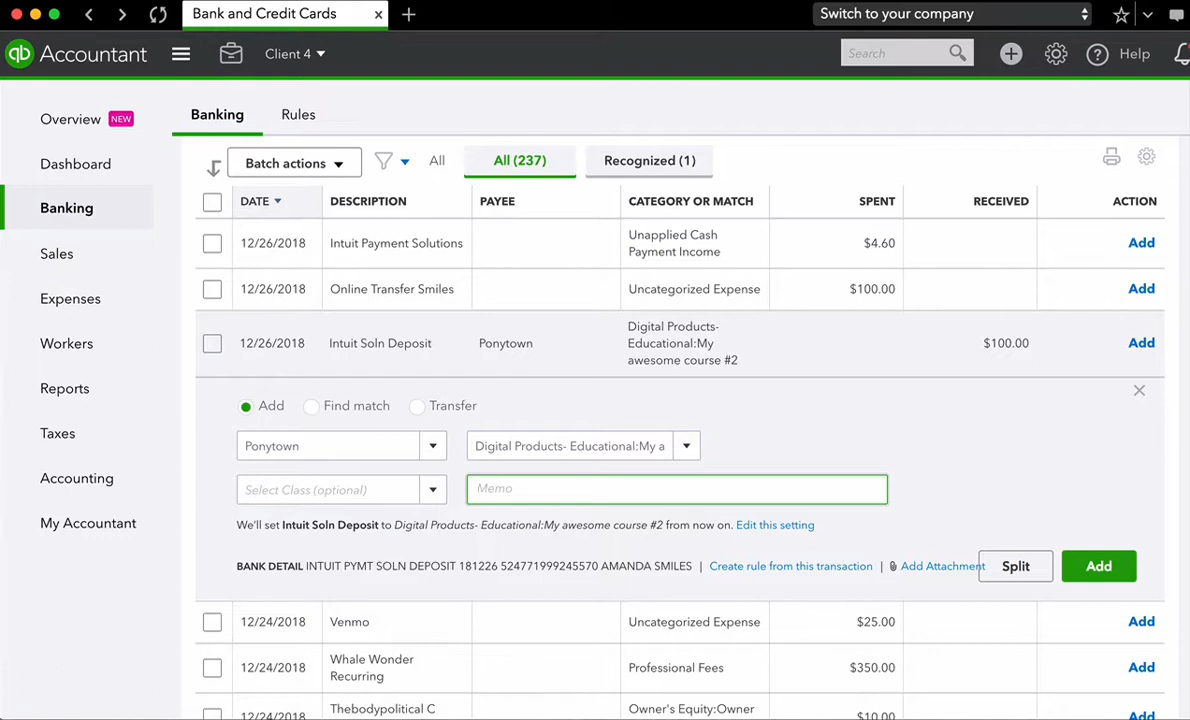 Bank and Credit Cards
Switch to your company
qb Accountant
Client 4
Search
Help
Overview NEW
Dashboard
Banking
Sales
Expenses
Workers
Reports
Taxes
Accounting
My Accountant
Banking Rules
Batch actions All All (237) Recognized (1)
DATE DESCRIPTION PAYEE CATEGORY OR MATCH SPENT RECEIVED ACTION
12/26/2018 Intuit Payment Solutions Unapplied Cash
Payment Income $4.60 Add
12/26/2018 Online Transfer Smiles Uncategorized Expense $100.00 Add
12/26/2018 Intuit Soln Deposit Ponytown Digital Products-
Educational:My
awesome course #2 $100.00 Add
Add Find match Transfer
Ponytown Digital Products- Educational:My a
Select Class (optional) Memo
We'll set Intuit Soln Deposit to Digital Products- Educational:My awesome course #2 from now on. Edit this setting
BANK DETAIL INTUIT PYMT SOLN DEPOSIT 181226 524771999245570 AMANDA SMILES | Create rule from this transaction | Add Attachment Split Add
12/24/2018 Venmo Uncategorized Expense $25.00 Add
12/24/2018 Whale Wonder
Recurring Professional Fees $350.00 Add
12/24/2018 Thebodypolitical C Owner's Equity:Owner $10.00 Add